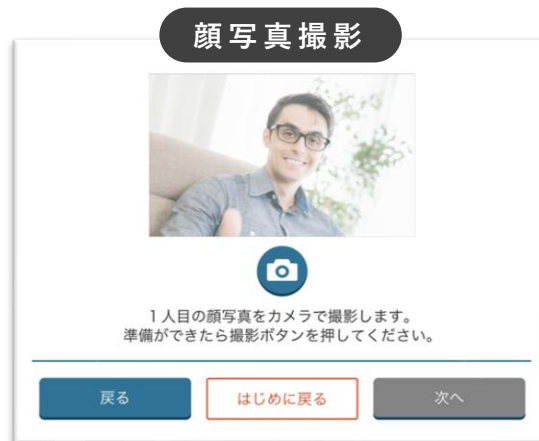 顔写真撮影
1人目の顔写真をカメラで撮影します。
準備ができたら撮影ボタンを押してください。
戻る
はじめに戻る
次へ